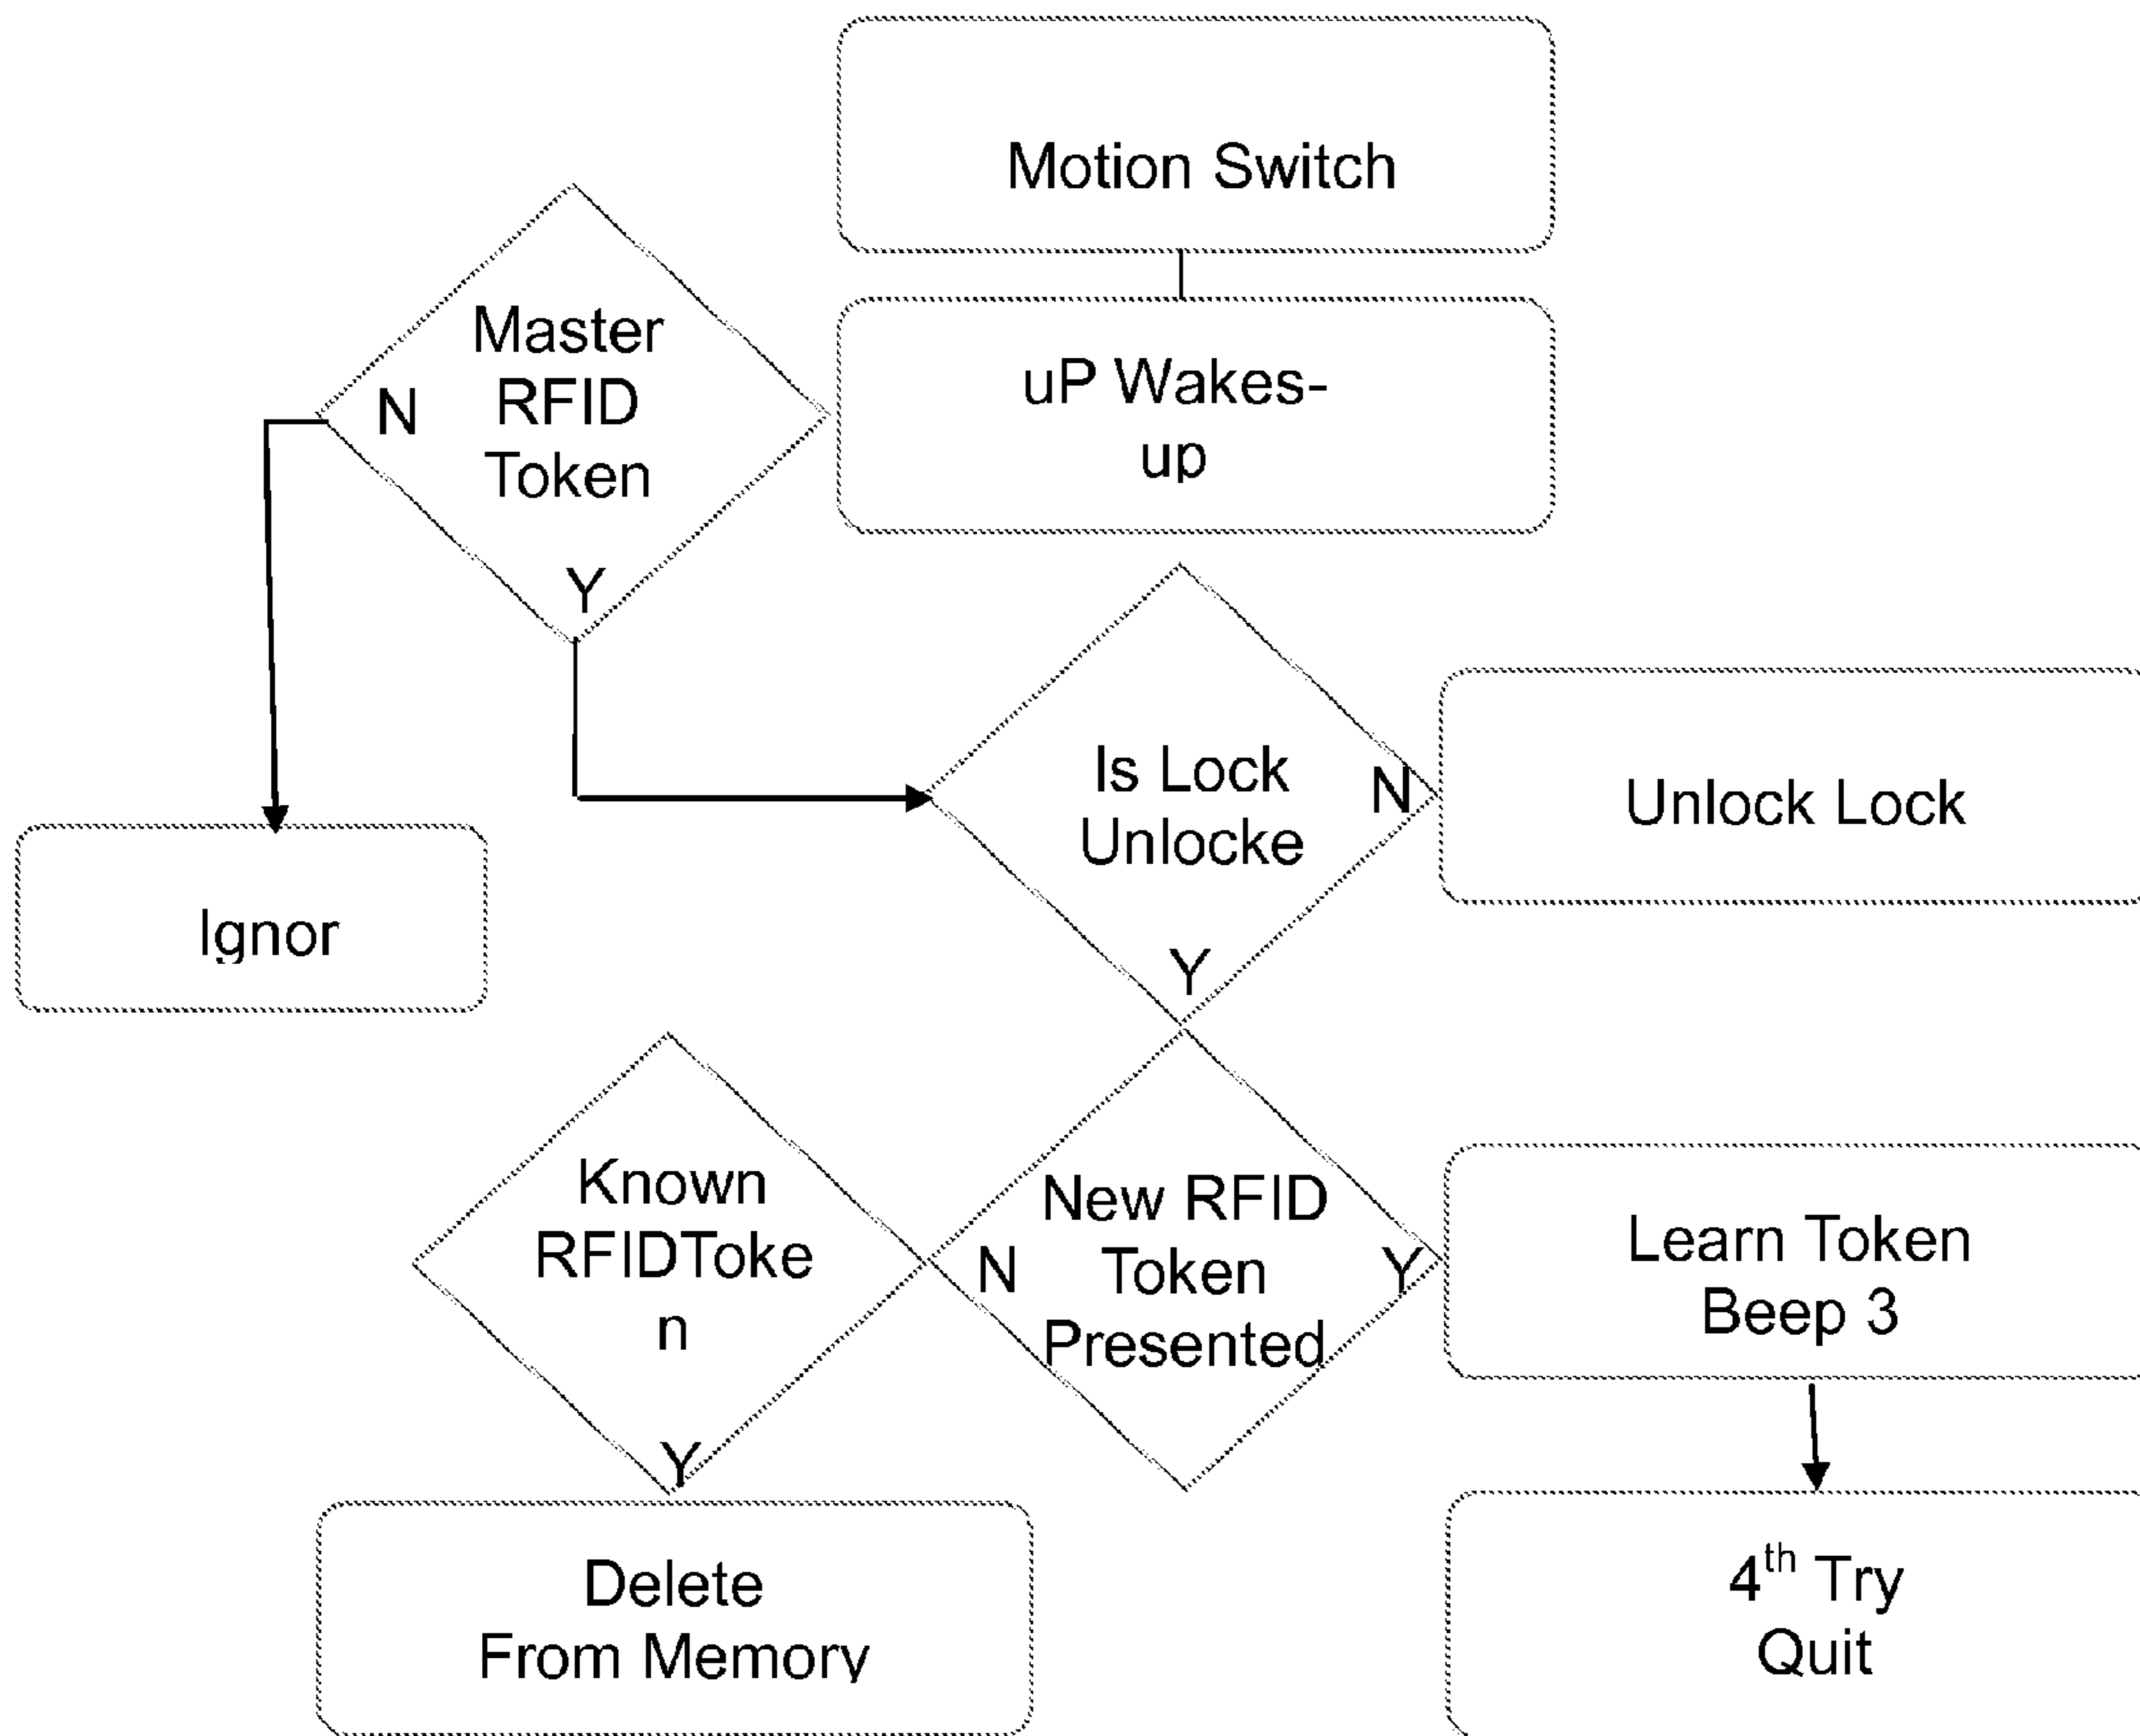 Motion Switch
Master
RFID
Token
N
Y
uP Wakes-
up
Is Lock
Unlocke
N
Y
Unlock Lock
Ignor
Known
RFIDToke
n
Y
New RFID
Token
Presented
N
Y
Learn Token
Beep 3
Delete
From Memory
4th Try
Quit